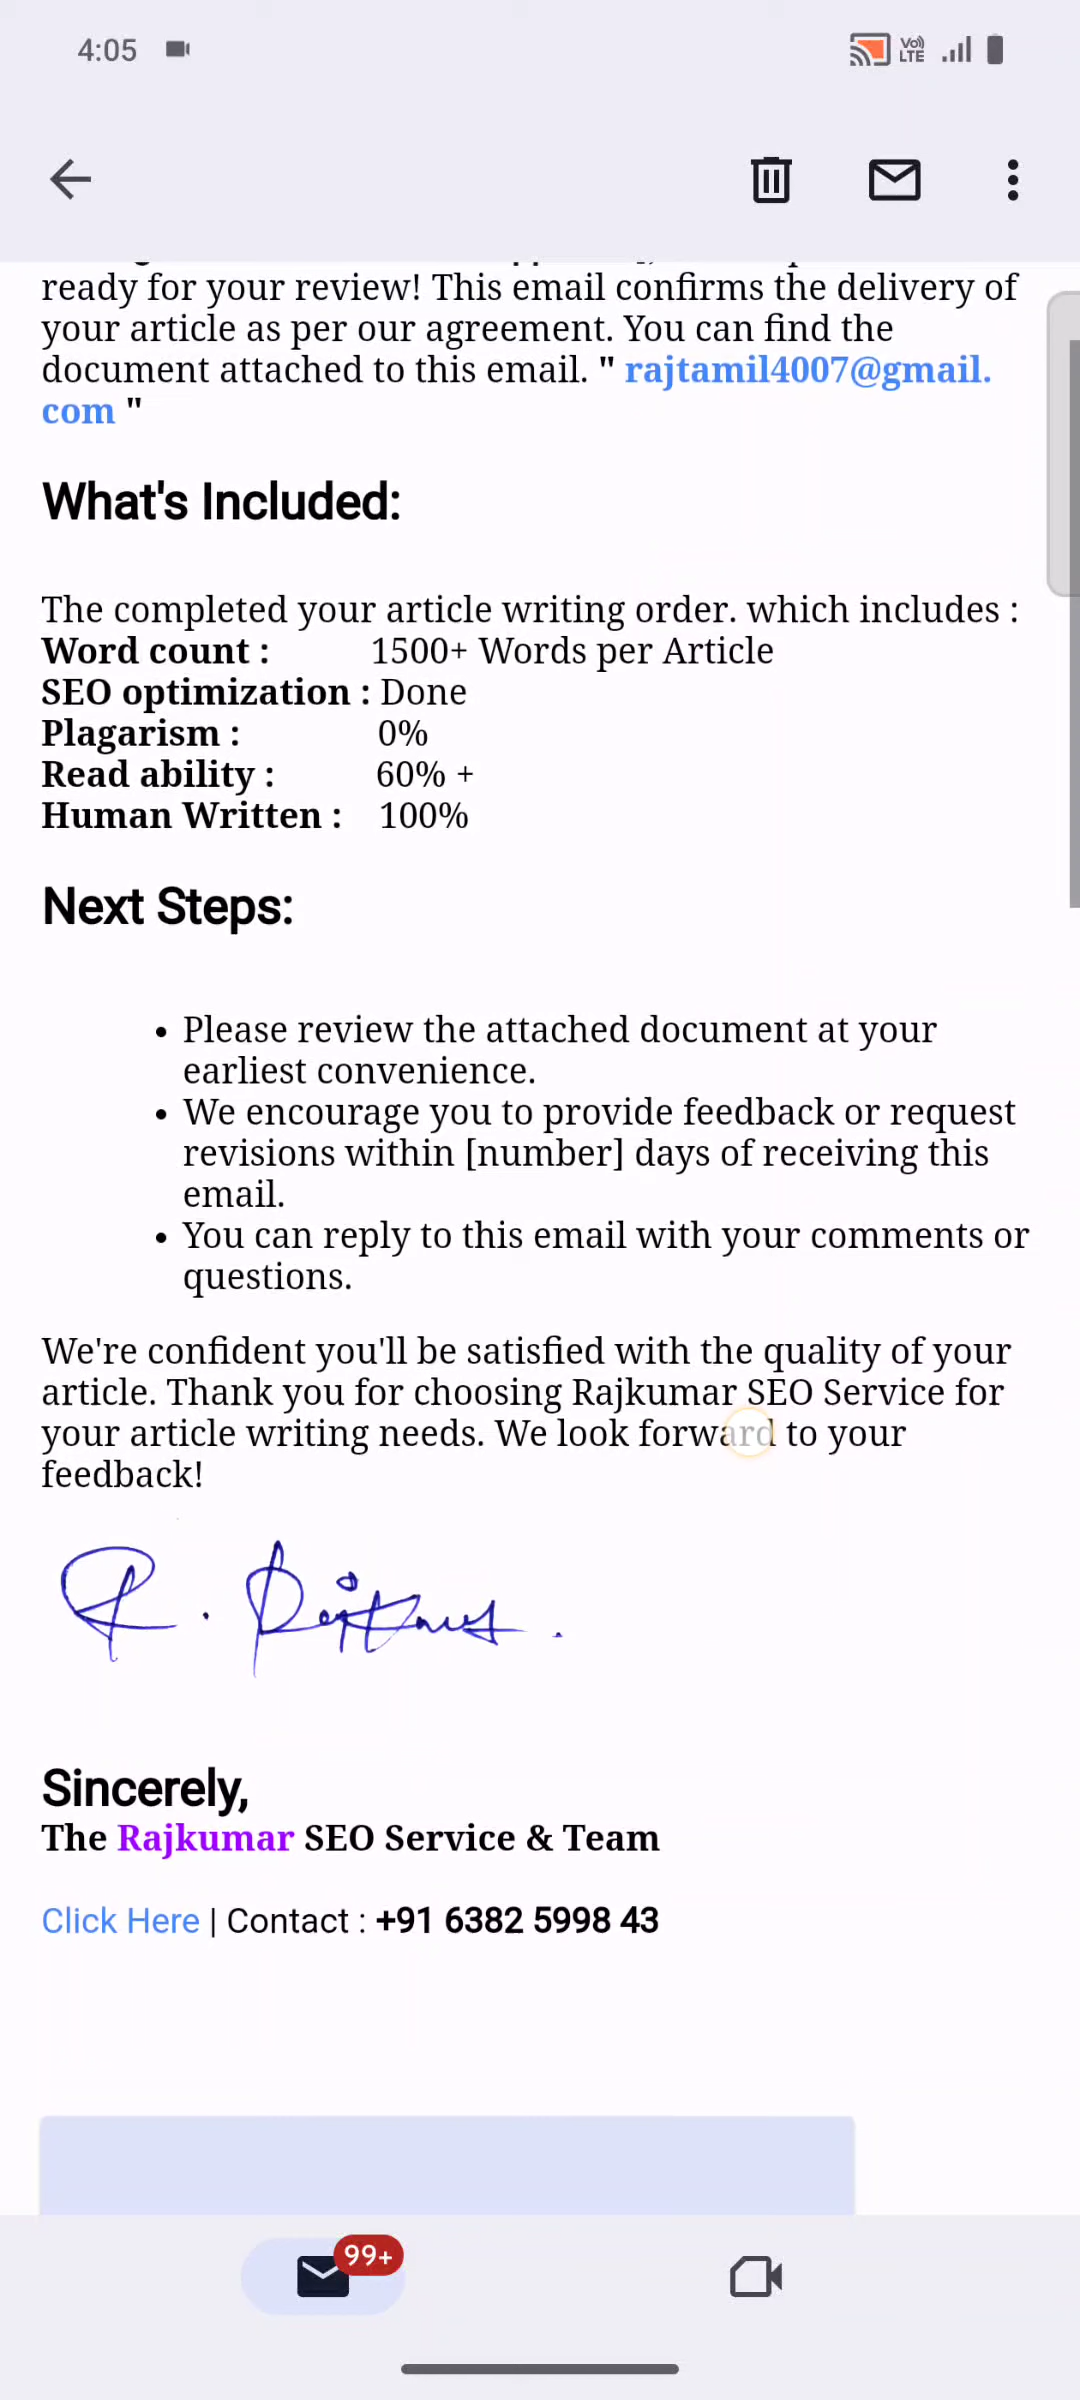 4:05
Vo))
LTE
ready for your review! This email confirms the delivery of
your article as per our agreement. You can find the
document attached to this email. " rajtamil4007@gmail.
com "
What's Included:
The completed your article writing order. which includes :
Word count : 1500+ Words per Article
SEO optimization : Done
Plagarism : 0%
Read ability : 60% +
Human Written : 100%
Next Steps:
• Please review the attached document at your
earliest convenience.
• We encourage you to provide feedback or request
revisions within [number] days of receiving this
email.
• You can reply to this email with your comments or
questions.
We're confident you'll be satisfied with the quality of your
article. Thank you for choosing Rajkumar SEO Service for
your article writing needs. We look forward to your
feedback!
Sincerely,
The Rajkumar SEO Service & Team
Click Here | Contact : +91 6382 5998 43
99+